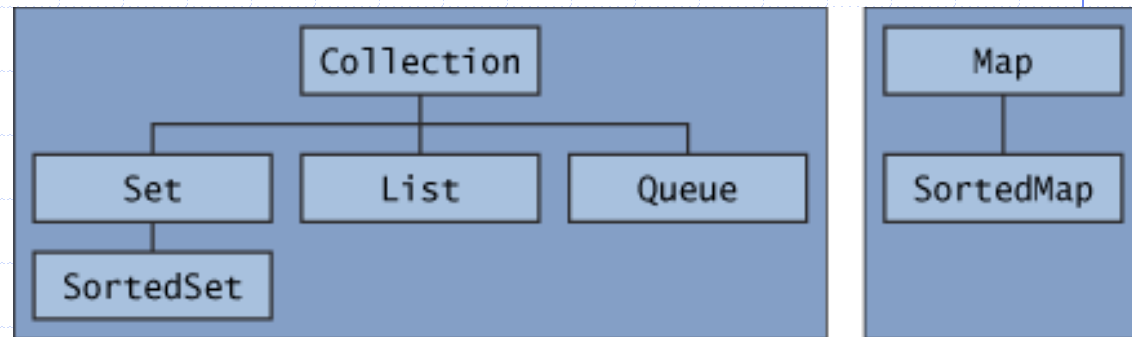 Collection
Map
Set
List
Queue
SortedMap
SortedSet